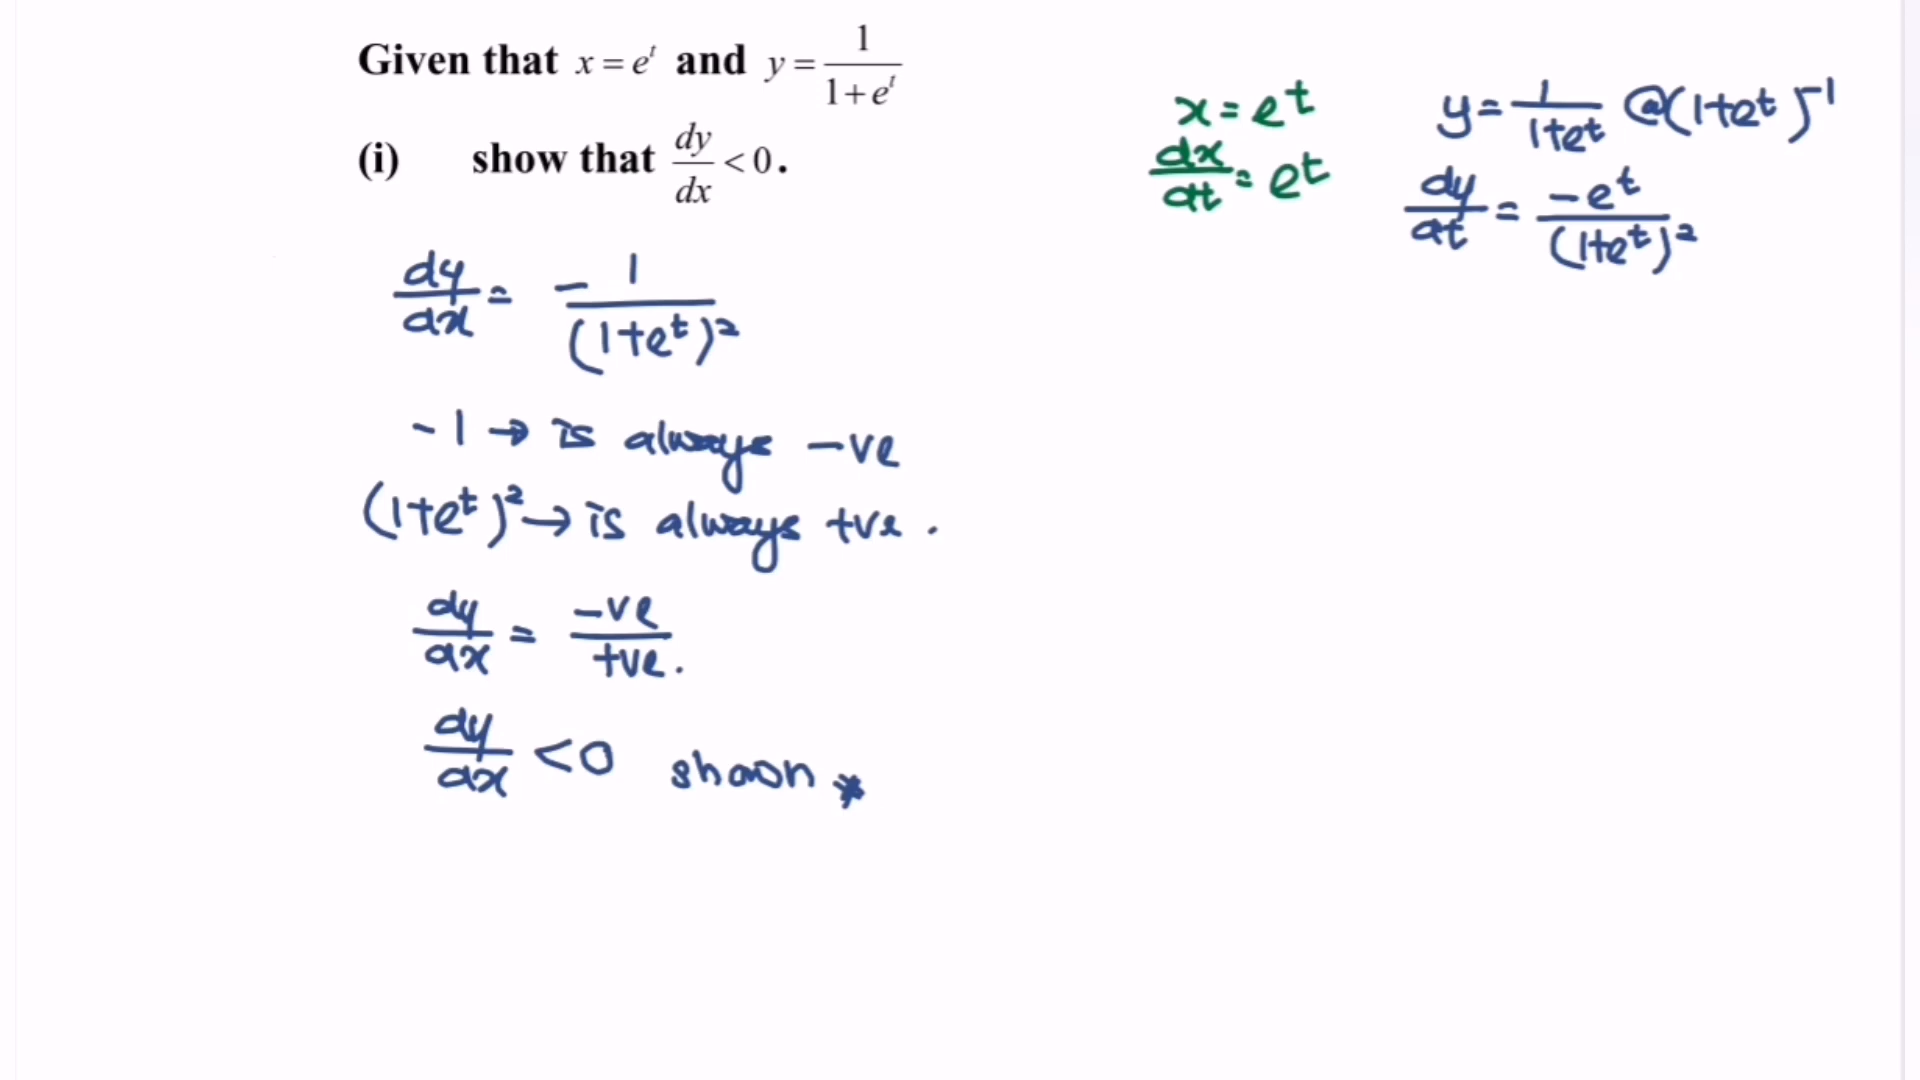 Given that x = e^t and y = 1/(1+e^t)
(i) show that dy/dx < 0.
x = e^t
dx/dt = e^t
y = 1/(1+e^t) @ (1+e^t)^-1
dy/dt = -e^t/(1+e^t)^2
dy/dx = - 1/(1+e^t)^2
-1 → is always -ve
(1+e^t)^2 → is always +ve.
dy/dx = -ve/+ve.
dy/dx < 0 shown *